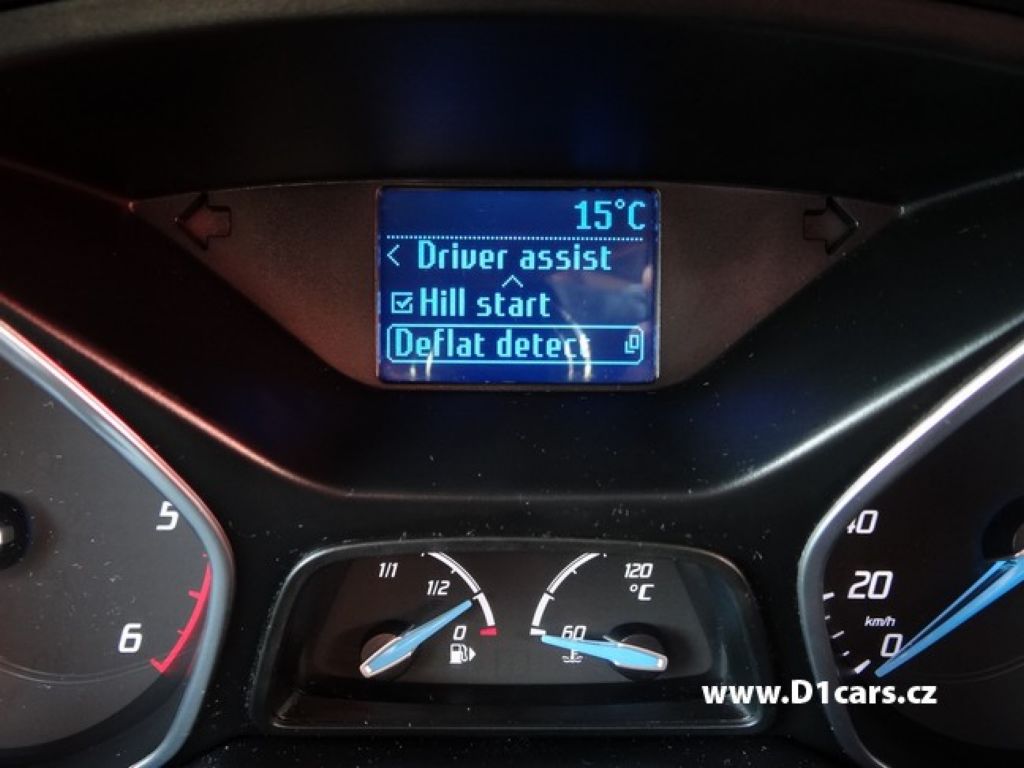 15°C
< Driver assist
Hill start
Deflat detect
5
6
1/1
1/2
0
120
°C
60
40
20
km/h
0
www.D1cars.cz